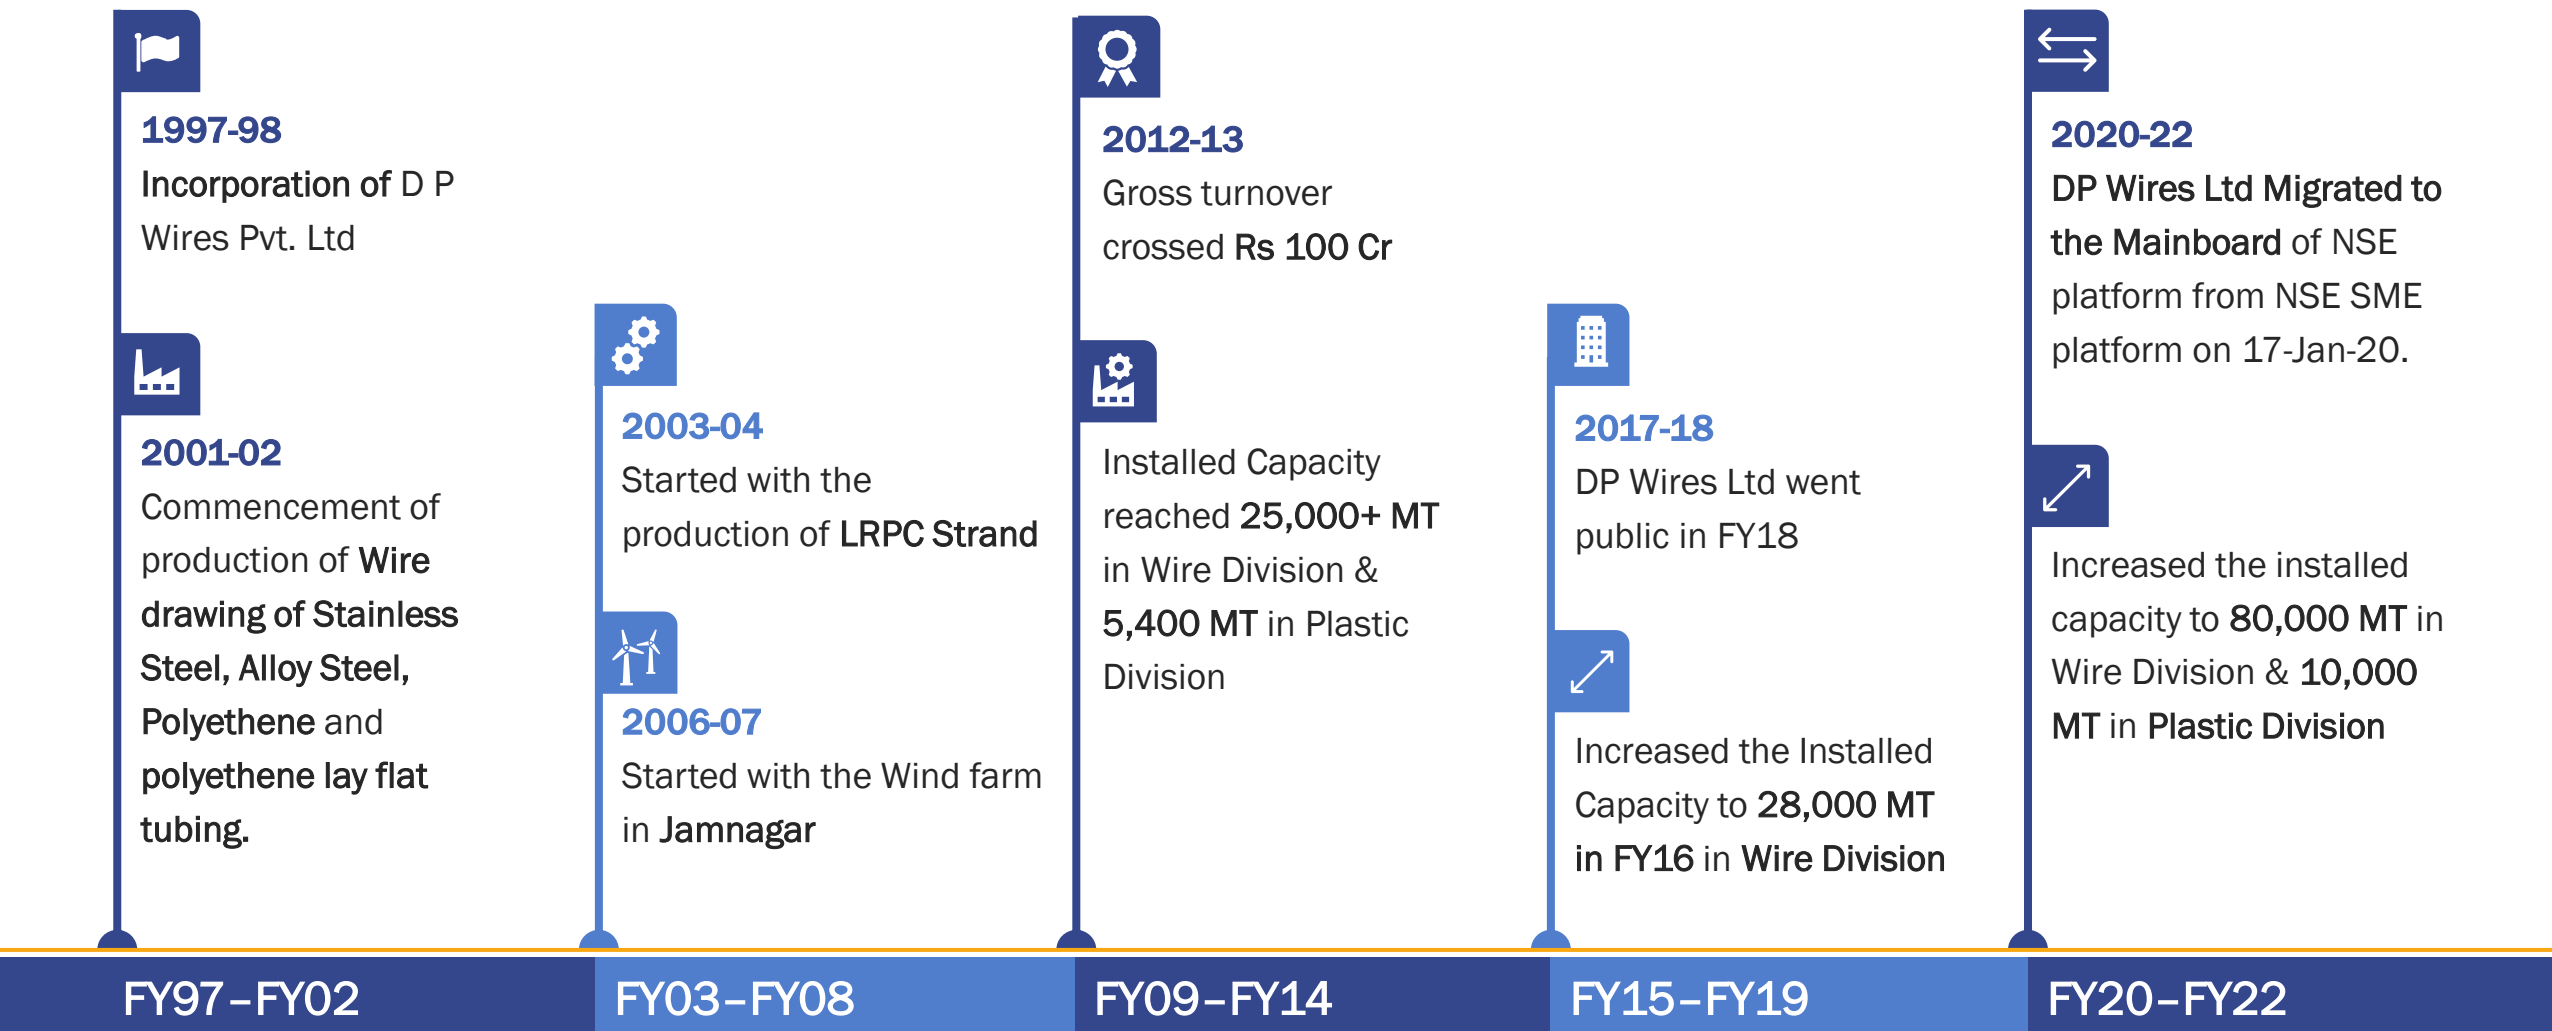 1997-98
Incorporation of D P
Wires Pvt. Ltd
2001-02
Commencement of
production of Wire
drawing of Stainless
Steel, Alloy Steel,
Polyethene and
polyethene lay flat
tubing.
2003-04
Started with the
production of LRPC Strand
2006-07
Started with the Wind farm
in Jamnagar
2012-13
Gross turnover
crossed Rs 100 Cr
Installed Capacity
reached 25,000+ MT
in Wire Division &
5,400 MT in Plastic
Division
2017-18
DP Wires Ltd went
public in FY18
Increased the Installed
Capacity to 28,000 MT
in FY16 in Wire Division
2020-22
DP Wires Ltd Migrated to
the Mainboard of NSE
platform from NSE SME
platform on 17-Jan-20.
Increased the installed
capacity to 80,000 MT in
Wire Division & 10,000
MT in Plastic Division
FY97–FY02
FY03–FY08
FY09–FY14
FY15–FY19
FY20–FY22